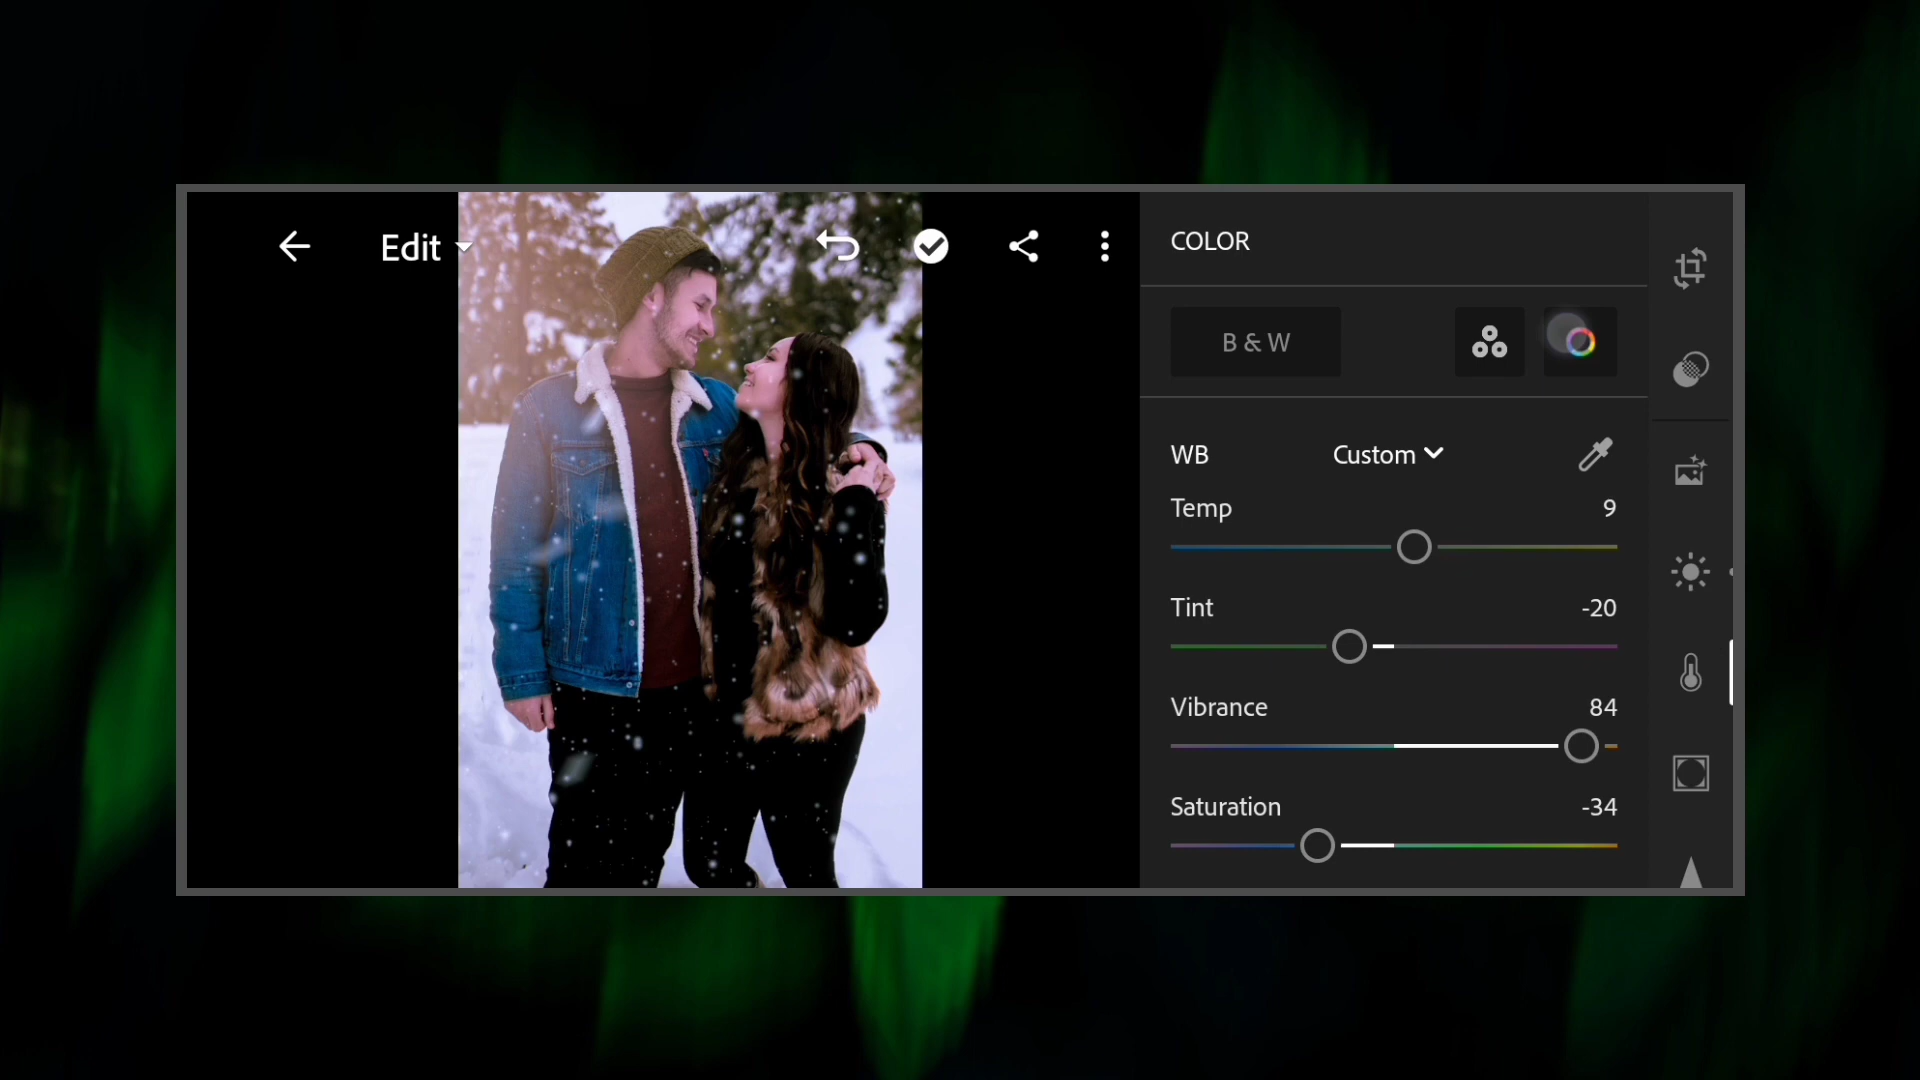 Edit
COLOR
B & W
WB Custom
Temp 9
Tint -20
Vibrance 84
Saturation -34